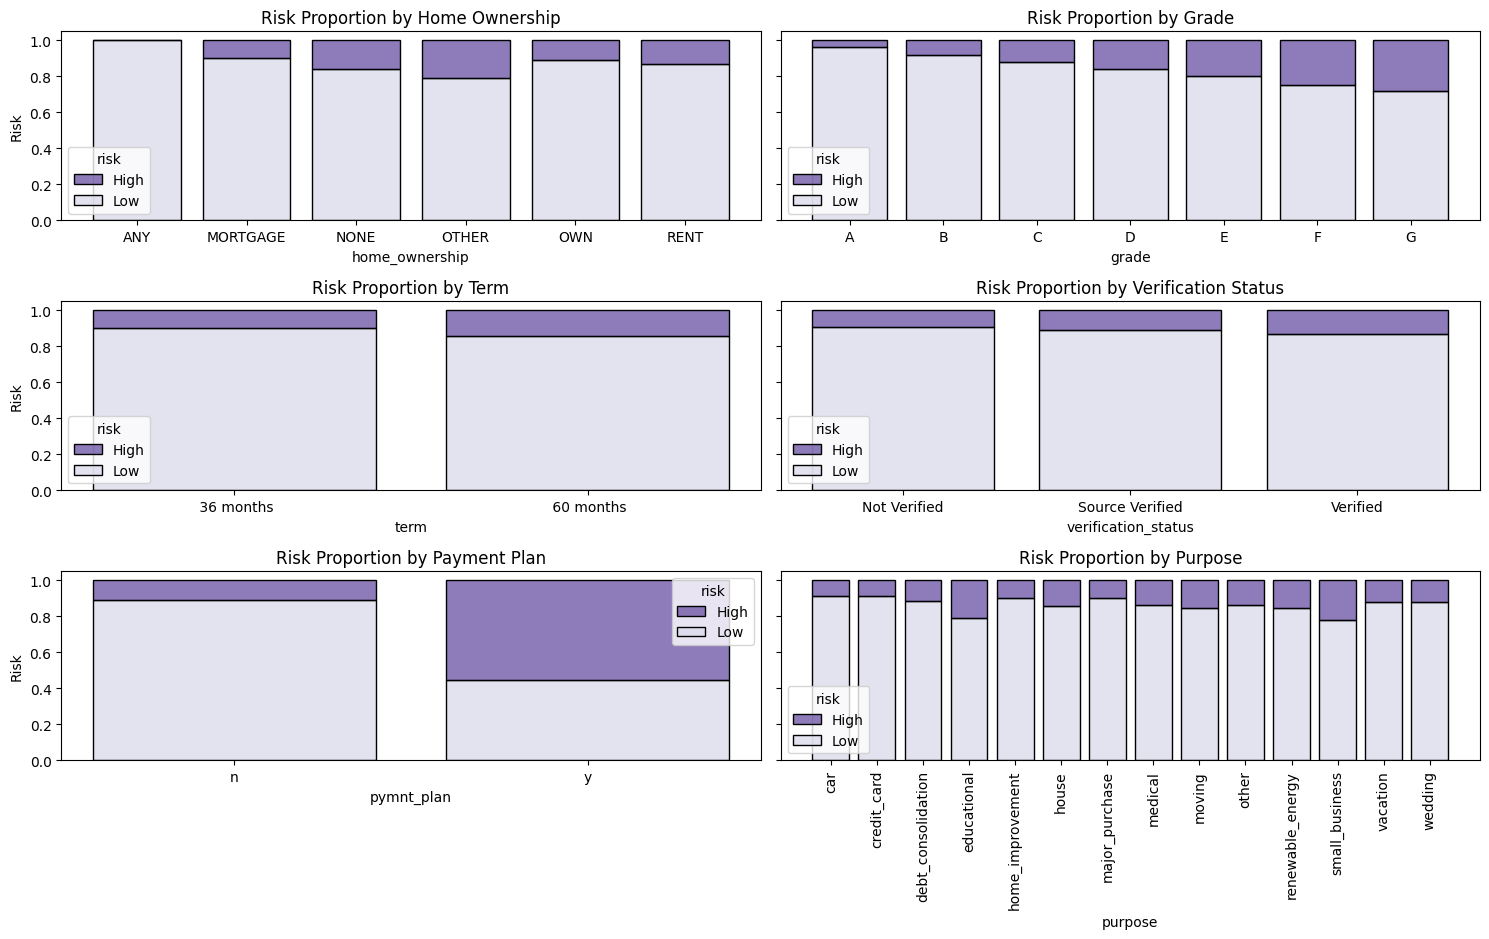 Risk Proportion by Home Ownership
1.0
0.8
0.6
0.4
0.2
0.0
Risk
risk
High
Low
ANY MORTGAGE NONE OTHER OWN RENT
home_ownership
Risk Proportion by Grade
risk
High
Low
A B C D E F G
grade
Risk Proportion by Term
1.0
0.8
0.6
0.4
0.2
0.0
Risk
risk
High
Low
36 months 60 months
term
Risk Proportion by Verification Status
risk
High
Low
Not Verified Source Verified Verified
verification_status
Risk Proportion by Payment Plan
1.0
0.8
0.6
0.4
0.2
0.0
Risk
risk
High
Low
n y
pymnt_plan
Risk Proportion by Purpose
risk
High
Low
car
credit_card
debt_consolidation
educational
home_improvement
house
major_purchase
medical
moving
other
renewable_energy
small_business
vacation
wedding
purpose